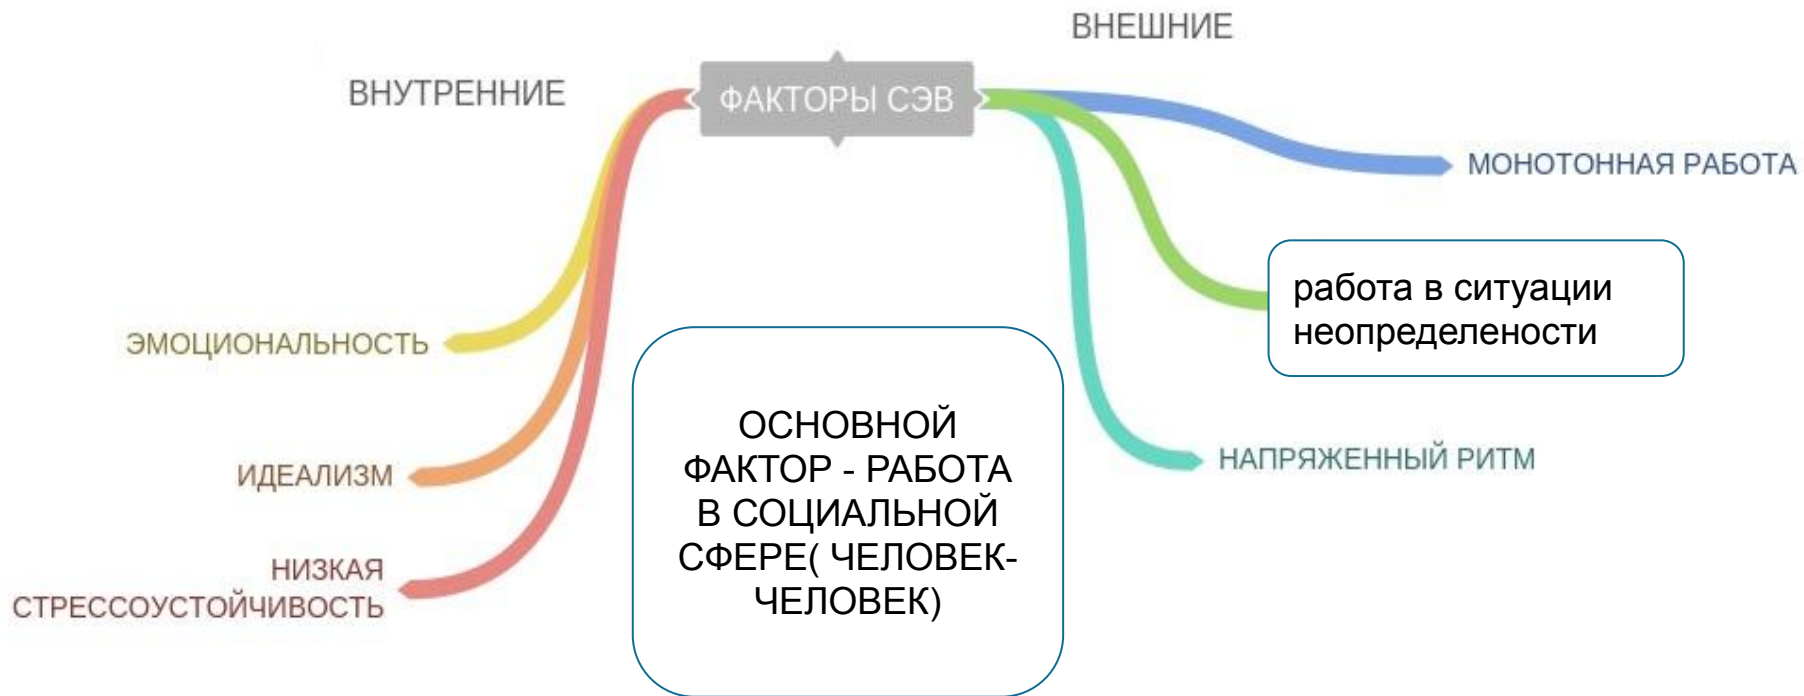 ВНЕШНИЕ
ВНУТРЕННИЕ
ФАКТОРЫ СЭВ
МОНОТОННАЯ РАБОТА
работа в ситуации
неопределености
ЭМОЦИОНАЛЬНОСТЬ
ИДЕАЛИЗМ
НИЗКАЯ
СТРЕССОУСТОЙЧИВОСТЬ
ОСНОВНОЙ
ФАКТОР - РАБОТА
В СОЦИАЛЬНОЙ
СФЕРЕ( ЧЕЛОВЕК-
ЧЕЛОВЕК)
НАПРЯЖЕННЫЙ РИТМ